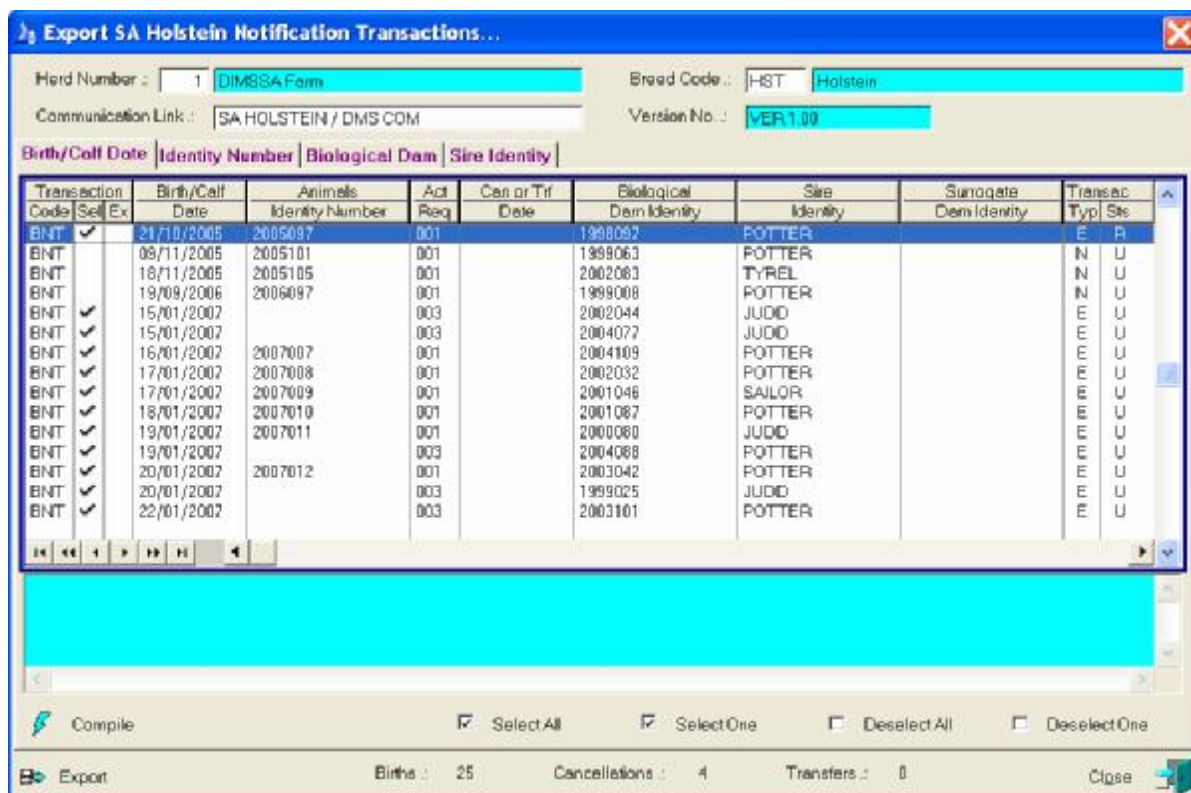 Export SA Holstein Notification Transactions...
Herd Number .: 1 DIMSSA Farm Breed Code .: HST Holstein
Communication Link .: SA HOLSTEIN / DMS COM Version No. .: VER 1.00
Birth/Calf Date Identity Number Biological Dam Sire Identity
Transaction Birth/Calf Animals Act Can or Trf Biological Sire Surrogate Transac
Code Sel Ex Date Identity Number Req Date Dam Identity Identity Dam Identity Typ Sts
BNT 21/10/2005 2005097 001 1998092 POTTER E R
BNT 09/11/2005 2005101 001 1999063 POTTER N U
BNT 18/11/2005 2005105 001 2002083 TYREL N U
BNT 19/09/2006 2006097 001 1999008 POTTER N U
BNT 15/01/2007 003 2002044 JUDD E U
BNT 15/01/2007 003 2004077 JUDD E U
BNT 16/01/2007 2007007 001 2004109 POTTER E U
BNT 17/01/2007 2007008 001 2002032 POTTER E U
BNT 17/01/2007 2007009 001 2001046 SAILOR E U
BNT 18/01/2007 2007010 001 2001087 POTTER E U
BNT 19/01/2007 2007011 001 2000080 JUDD E U
BNT 19/01/2007 003 2004088 POTTER E U
BNT 20/01/2007 2007012 001 2003042 POTTER E U
BNT 20/01/2007 003 1999025 JUDD E U
BNT 22/01/2007 003 2003101 POTTER E U
Compile Select All Select One Deselect All Deselect One
Export Births .: 25 Cancellations .: 4 Transfers .: 0 Close